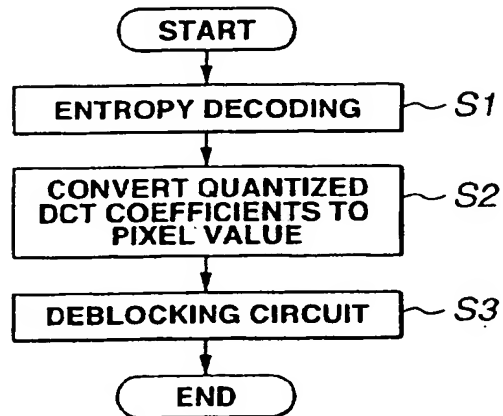 START
ENTROPY DECODING
S1
CONVERT QUANTIZED
DCT COEFFICIENTS TO
PIXEL VALUE
S2
DEBLOCKING CIRCUIT
S3
END